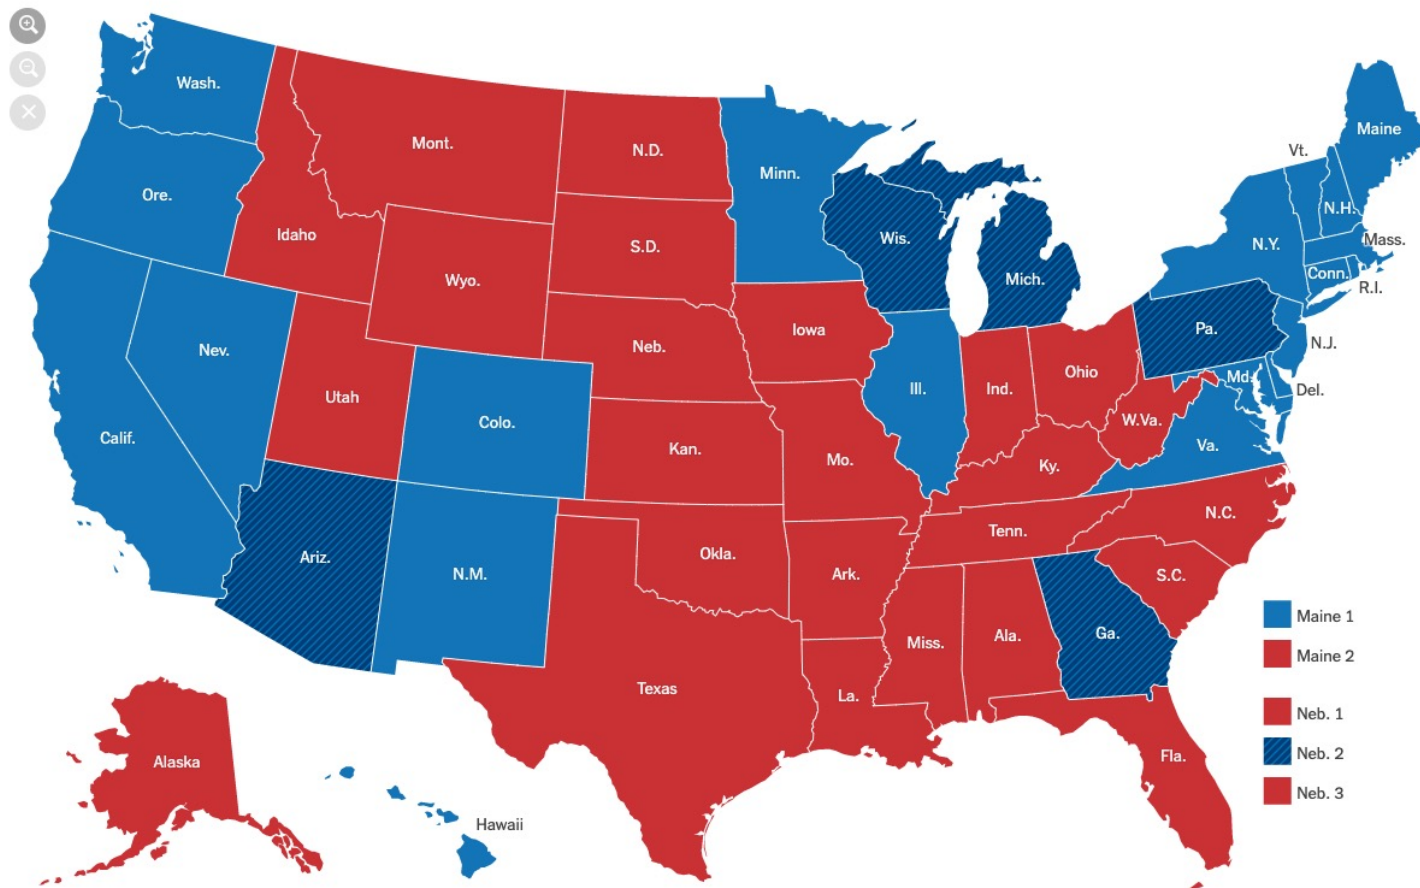 Wash.
Maine
Mont.
Vt.
N.D.
Minn.
Ore.
N.H.
Idaho
Wis.
Mass.
N.Y.
S.D.
Conn.
Wyo.
Mich.
R.I.
Iowa
Pa.
Nev.
Neb.
N.J.
Ohio
Md.
Ill.
Ind.
Del.
Utah
Colo.
W.Va.
Calif.
Kan.
Va.
Mo.
Ky.
N.C.
Tenn.
Okla.
Ariz.
N.M.
Ark.
S.C.
Maine 1
Ga.
Ala.
Miss.
Maine 2
Texas
La.
Neb. 1
Neb. 2
Fla.
Alaska
Neb. 3
Hawaii